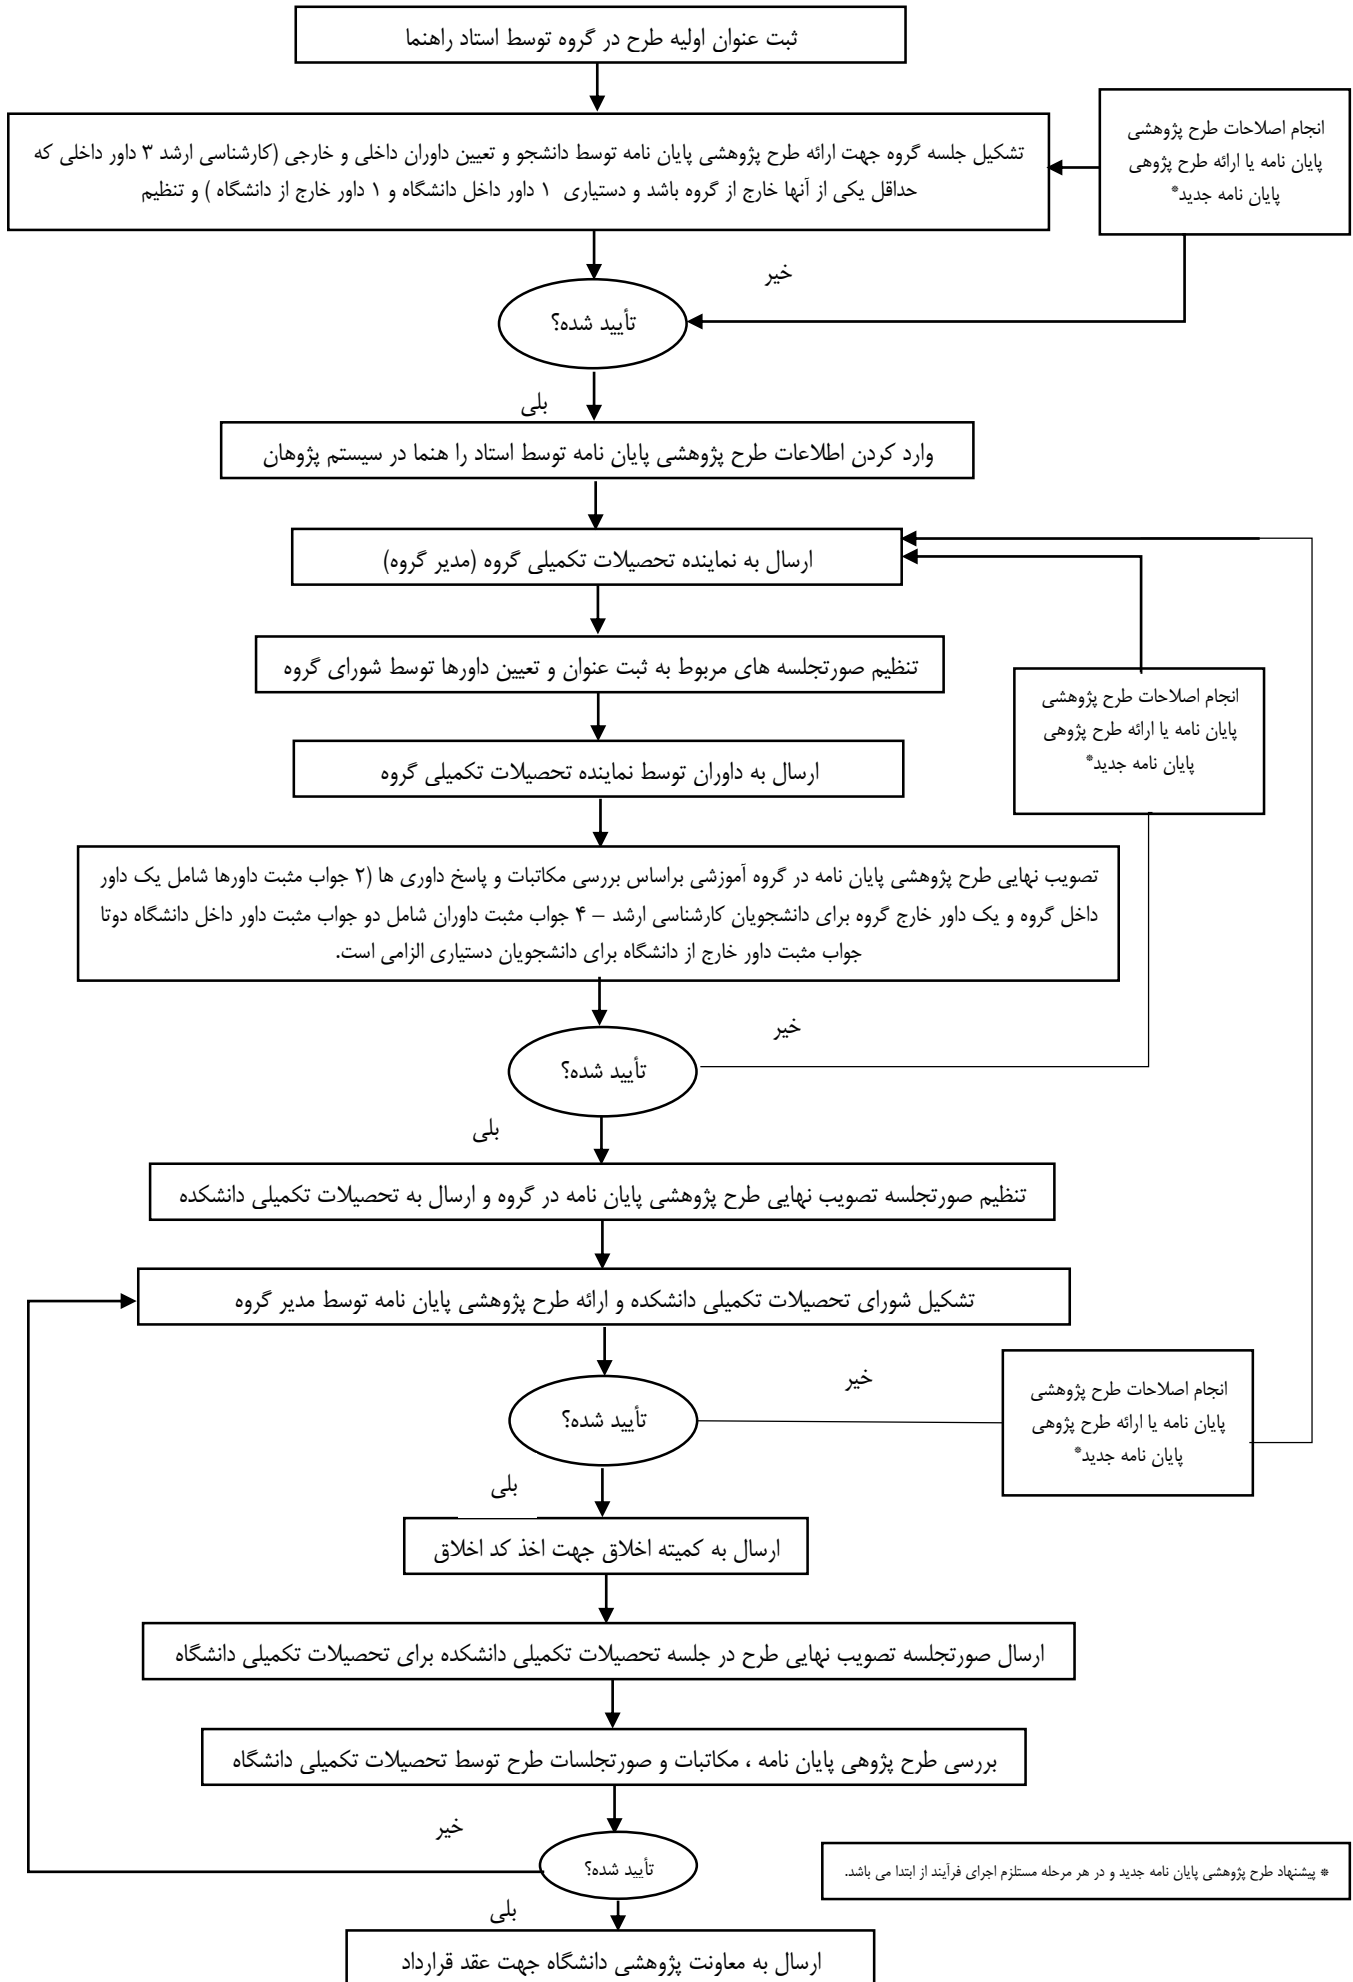 ثبت عنوان اولیه طرح در گروه توسط استاد راهنما
انجام اصلاحات طرح پژوهشی
پایان نامه یا ارائه طرح پژوهی
پایان نامه جدید*
تشکیل جلسه گروه جهت ارائه طرح پژوهشی پایان نامه توسط دانشجو و تعیین داوران داخلی و خارجی (کارشناسی ارشد ۳ داور داخلی که
حداقل یکی از آنها خارج از گروه باشد و دستیاری ۱ داور داخل دانشگاه و ۱ داور خارج از دانشگاه ) و تنظیم
خیر
تأیید شده؟
بلی
وارد کردن اطلاعات طرح پژوهشی پایان نامه توسط استاد را هنما در سیستم پژوهان
ارسال به نماینده تحصیلات تکمیلی گروه (مدیر گروه)
تنظیم صورتجلسه های مربوط به ثبت عنوان و تعیین داورها توسط شورای گروه
انجام اصلاحات طرح پژوهشی
پایان نامه یا ارائه طرح پژوهی
پایان نامه جدید*
ارسال به داوران توسط نماینده تحصیلات تکمیلی گروه
تصویب نهایی طرح پژوهشی پایان نامه در گروه آموزشی براساس بررسی مکاتبات و پاسخ داوری ها (۲ جواب مثبت داورها شامل یک داور
داخل گروه و یک داور خارج گروه برای دانشجویان کارشناسی ارشد – ۴ جواب مثبت داوران شامل دو جواب مثبت داور داخل دانشگاه دوتا
جواب مثبت داور خارج از دانشگاه برای دانشجویان دستیاری الزامی است.
خیر
تأیید شده؟
بلی
تنظیم صورتجلسه تصویب نهایی طرح پژوهشی پایان نامه در گروه و ارسال به تحصیلات تکمیلی دانشکده
تشکیل شورای تحصیلات تکمیلی دانشکده و ارائه طرح پژوهشی پایان نامه توسط مدیر گروه
خیر
تأیید شده؟
انجام اصلاحات طرح پژوهشی
پایان نامه یا ارائه طرح پژوهی
پایان نامه جدید*
بلی
ارسال به کمیته اخلاق جهت اخذ کد اخلاق
ارسال صورتجلسه تصویب نهایی طرح در جلسه تحصیلات تکمیلی دانشکده برای تحصیلات تکمیلی دانشگاه
بررسی طرح پژوهی پایان نامه ، مکاتبات و صورتجلسات طرح توسط تحصیلات تکمیلی دانشگاه
خیر
تأیید شده؟
* پیشنهاد طرح پژوهشی پایان نامه جدید و در هر مرحله مستلزم اجرای فرآیند از ابتدا می باشد.
بلی
ارسال به معاونت پژوهشی دانشگاه جهت عقد قرارداد